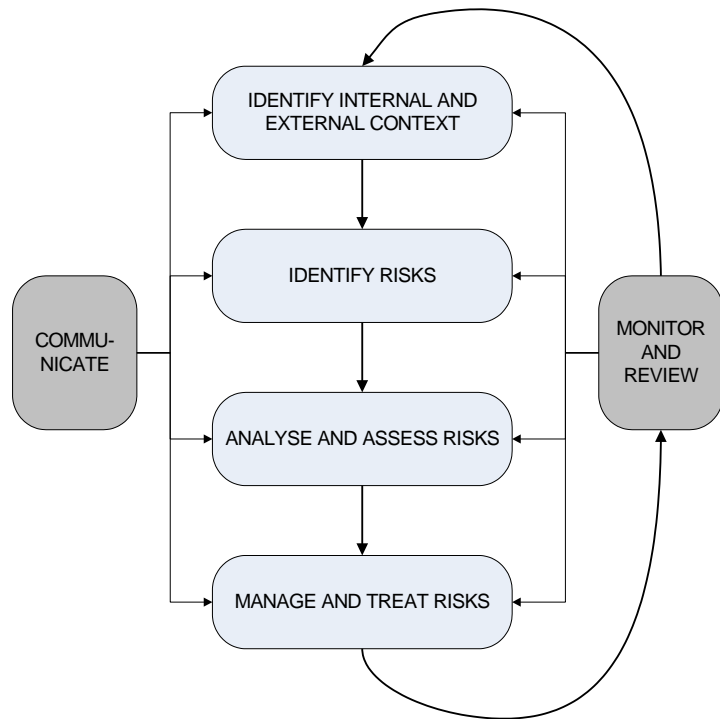 IDENTIFY INTERNAL AND
EXTERNAL CONTEXT
IDENTIFY RISKS
COMMU-
NICATE
MONITOR
AND
REVIEW
ANALYSE AND ASSESS RISKS
MANAGE AND TREAT RISKS